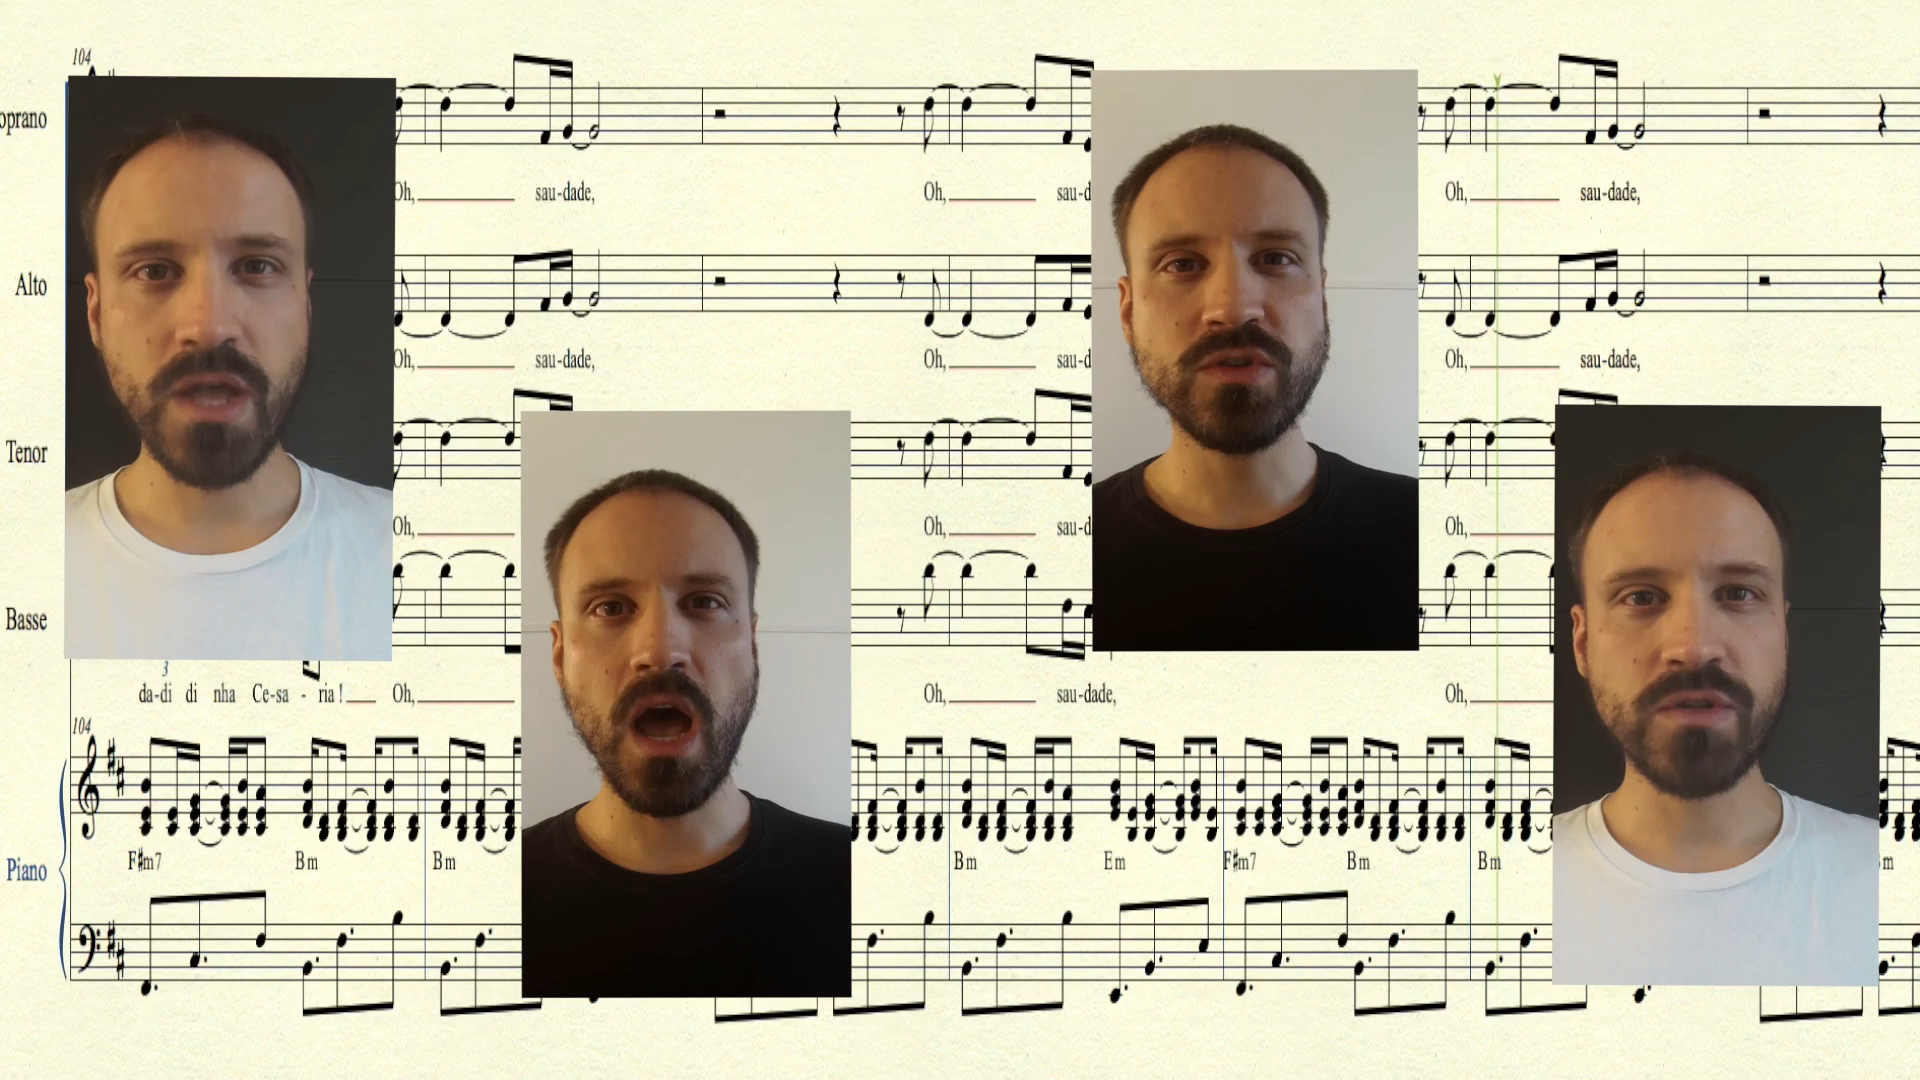 104
oprano
Oh, sau-dade, Oh, sau-d Oh, sau-dade,
Alto
Oh, sau-dade, Oh, sau-d Oh, sau-dade,
Tenor
Oh, Oh, sau-d Oh,
Basse
3
da-di di nha Ce-sa - ria! Oh, Oh, sau-dade, Oh,
104
Piano
F#m7 Bm Bm Bm Em F#m7 Bm Bm m